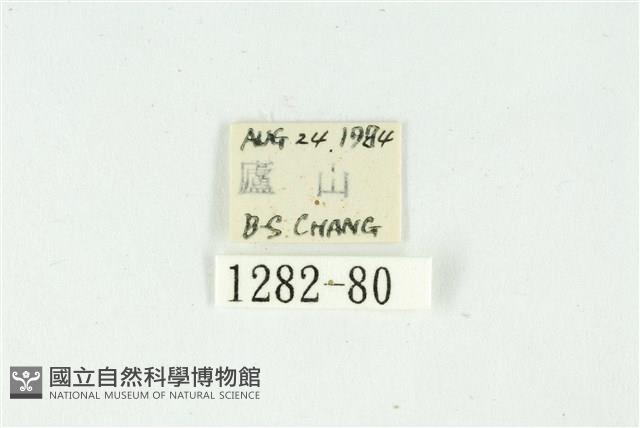 AUG 24. 1984
廬 山
B-S. CHANG
1282-80
國立自然科學博物館
NATIONAL MUSEUM OF NATURAL SCIENCE